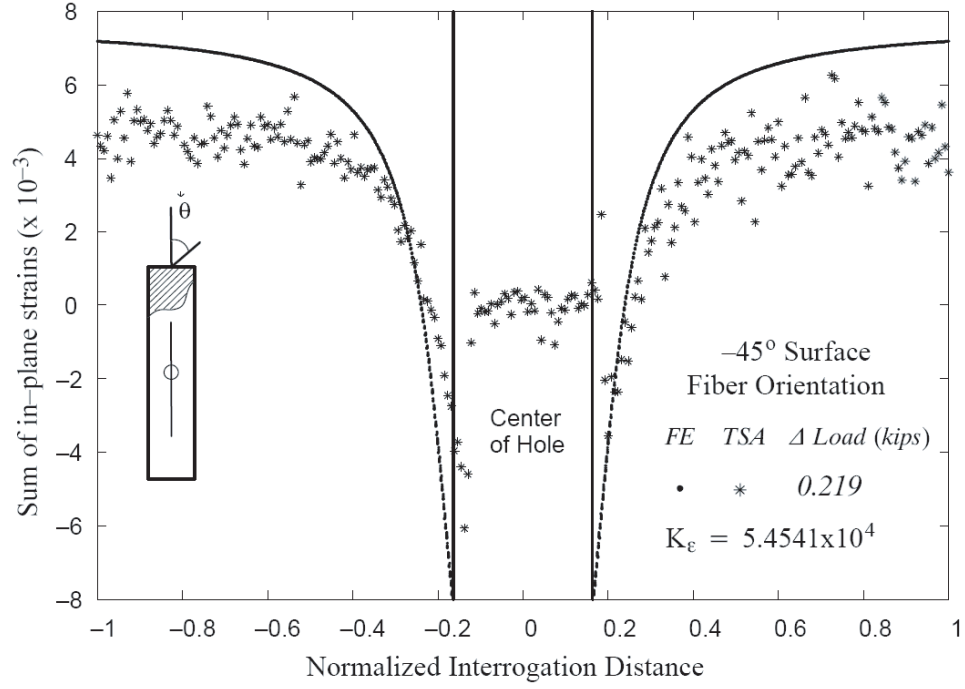 Sum of in–plane strains (x 10⁻³)
8
6
4
2
0
–2
–4
–6
–8
θ
Center
of Hole
–45° Surface
Fiber Orientation
FE TSA Δ Load (kips)
0.219
Kε = 5.4541x10⁴
–1 –0.8 –0.6 –0.4 –0.2 0 0.2 0.4 0.6 0.8 1
Normalized Interrogation Distance